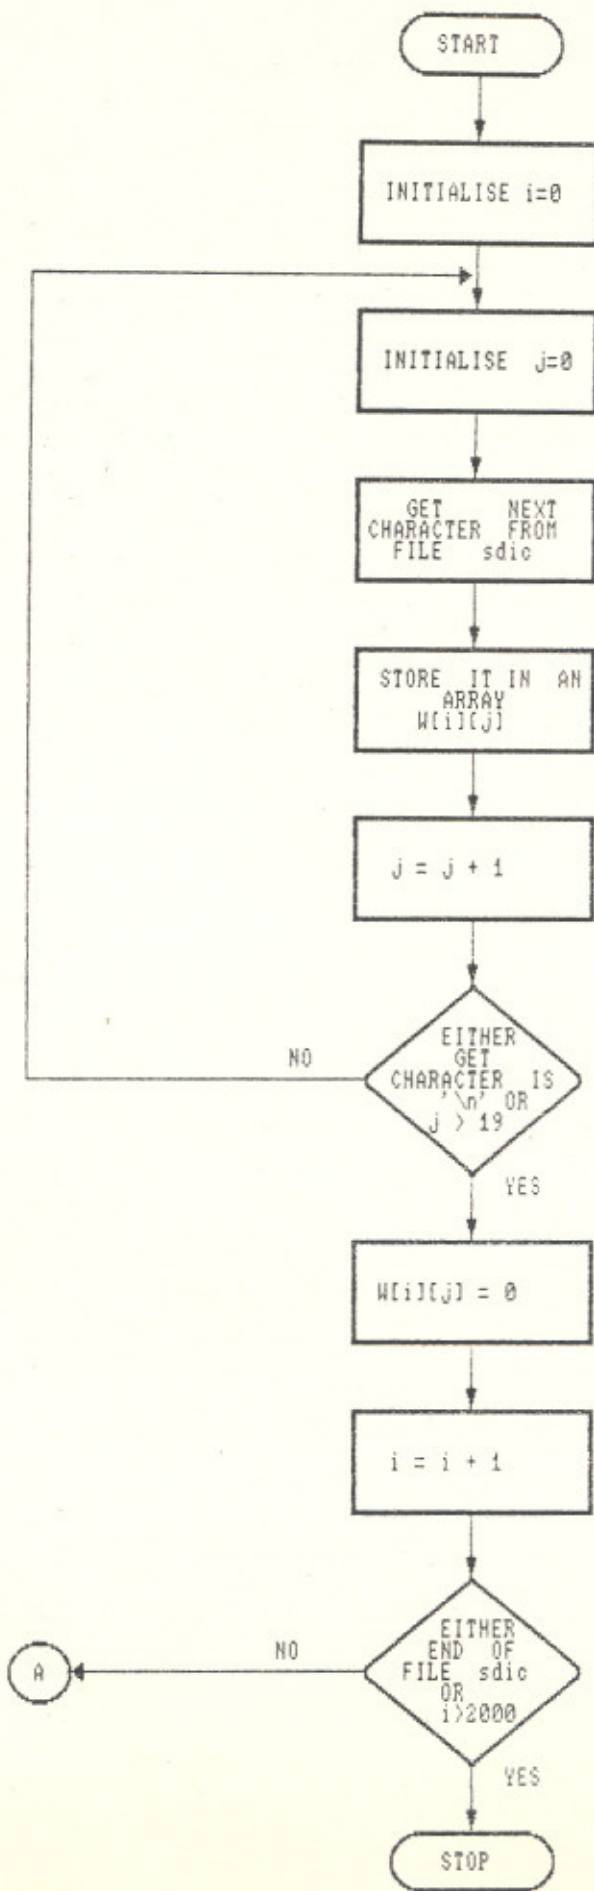 START
INITIALISE i=0
INITIALISE j=0
GET NEXT
CHARACTER FROM
FILE sdic
STORE IT IN AN
ARRAY
W[i][j]
j = j + 1
EITHER
GET
CHARACTER IS
'\n' OR
j > 19
NO
YES
W[i][j] = 0
i = i + 1
EITHER
END OF
FILE sdic
OR
i>2000
NO
A
YES
STOP